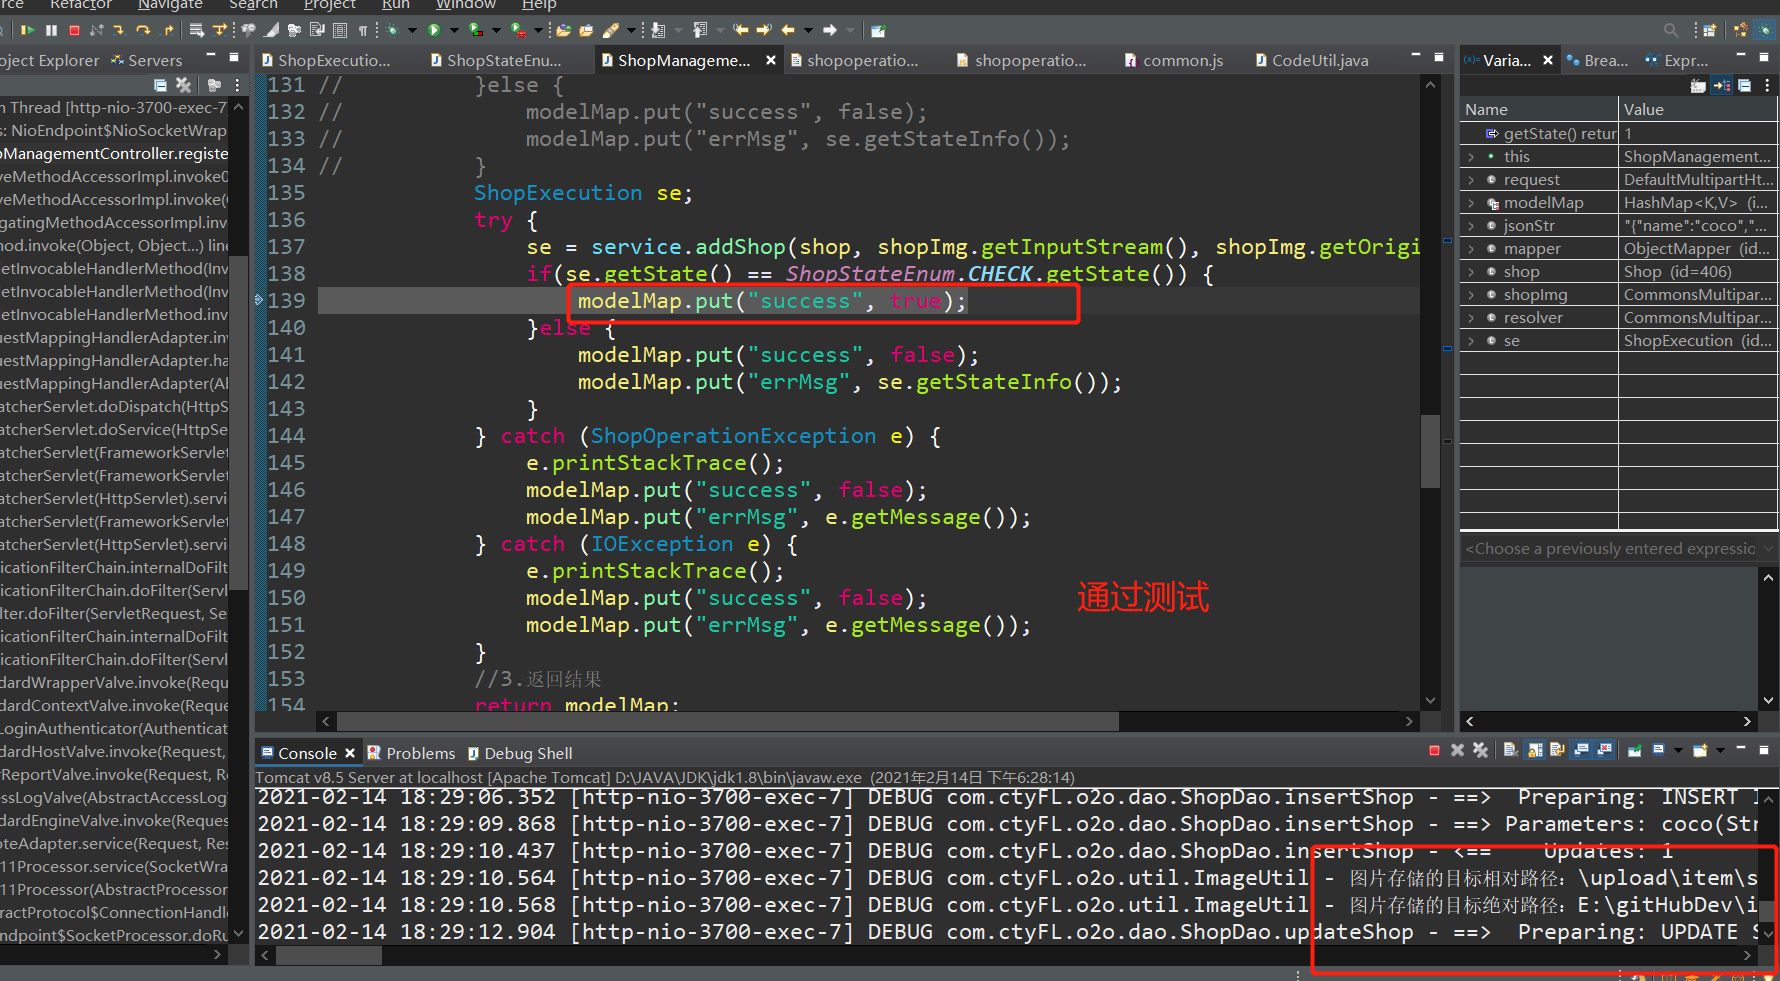 rce Refactor Navigate Search Project Run Window Help
oject Explorer Servers
n Thread [http-nio-3700-exec-7
s: NioEndpoint$NioSocketWrap
pManagementController.registe
veMethodAccessorImpl.invoke0
veMethodAccessorImpl.invoke(
gatingMethodAccessorImpl.inv
hod.invoke(Object, Object...) line
letInvocableHandlerMethod(Inv
letInvocableHandlerMethod.inv
letInvocableHandlerMethod.inv
uestMappingHandlerAdapter.inv
uestMappingHandlerAdapter.ha
uestMappingHandlerAdapter(Al
atcherServlet.doDispatch(HttpS
atcherServlet.doService(HttpSe
atcherServlet(FrameworkServlet
atcherServlet(FrameworkServlet
atcherServlet(HttpServlet).servi
atcherServlet(FrameworkServlet
atcherServlet(HttpServlet).servi
icationFilterChain.internalDoFilt
icationFilterChain.doFilter(Servl
ilter.doFilter(ServletRequest, Se
icationFilterChain.internalDoFilt
icationFilterChain.doFilter(Servl
dardWrapperValve.invoke(Requ
dardContextValve.invoke(Reque
LoginAuthenticator(Authenticat
dardHostValve.invoke(Request,
rReportValve.invoke(Request, Re
essLogValve(AbstractAccessLog
dardEngineValve.invoke(Reques
oteAdapter.service(Request, Res
11Processor.service(SocketWra
11Processor(AbstractProcessor
ractProtocol$ConnectionHandl
ndpoint$SocketProcessor.doRu
ShopExecutio... ShopStateEnu... ShopManageme... shopoperatio... shopoperatio... common.js CodeUtil.java
131 // }else {
132 // modelMap.put("success", false);
133 // modelMap.put("errMsg", se.getStateInfo());
134 // }
135 ShopExecution se;
136 try {
137 se = service.addShop(shop, shopImg.getInputStream(), shopImg.getOrigi
138 if(se.getState() == ShopStateEnum.CHECK.getState()) {
139 modelMap.put("success", true);
140 }else {
141 modelMap.put("success", false);
142 modelMap.put("errMsg", se.getStateInfo());
143 }
144 } catch (ShopOperationException e) {
145 e.printStackTrace();
146 modelMap.put("success", false);
147 modelMap.put("errMsg", e.getMessage());
148 } catch (IOException e) {
149 e.printStackTrace();
150 modelMap.put("success", false);
151 modelMap.put("errMsg", e.getMessage());
152 }
153 //3.返回结果
154 return modelMap;
通过测试
Varia... Brea... Expr...
Name Value
getState() retur 1
this ShopManagement...
request DefaultMultipartHt...
modelMap HashMap<K,V> (i...
jsonStr "{"name":"coco","...
mapper ObjectMapper (id...
shop Shop (id=406)
shopImg CommonsMultipar...
resolver CommonsMultipar...
se ShopExecution (id...
<Choose a previously entered expressio
Console Problems Debug Shell
Tomcat v8.5 Server at localhost [Apache Tomcat] D:\JAVA\JDK\jdk1.8\bin\javaw.exe (2021年2月14日 下午6:28:14)
2021-02-14 18:29:06.352 [http-nio-3700-exec-7] DEBUG com.ctyFL.o2o.dao.ShopDao.insertShop - ==> Preparing: INSERT
2021-02-14 18:29:09.868 [http-nio-3700-exec-7] DEBUG com.ctyFL.o2o.dao.ShopDao.insertShop - ==> Parameters: coco(Str
2021-02-14 18:29:10.437 [http-nio-3700-exec-7] DEBUG com.ctyFL.o2o.dao.ShopDao.insertShop - <== Updates: 1
2021-02-14 18:29:10.564 [http-nio-3700-exec-7] DEBUG com.ctyFL.o2o.util.ImageUtil - 图片存储的目标相对路径: \upload\item\s
2021-02-14 18:29:10.568 [http-nio-3700-exec-7] DEBUG com.ctyFL.o2o.util.ImageUtil - 图片存储的目标绝对路径: E:\gitHubDev\i
2021-02-14 18:29:12.904 [http-nio-3700-exec-7] DEBUG com.ctyFL.o2o.dao.ShopDao.updateShop - ==> Preparing: UPDATE